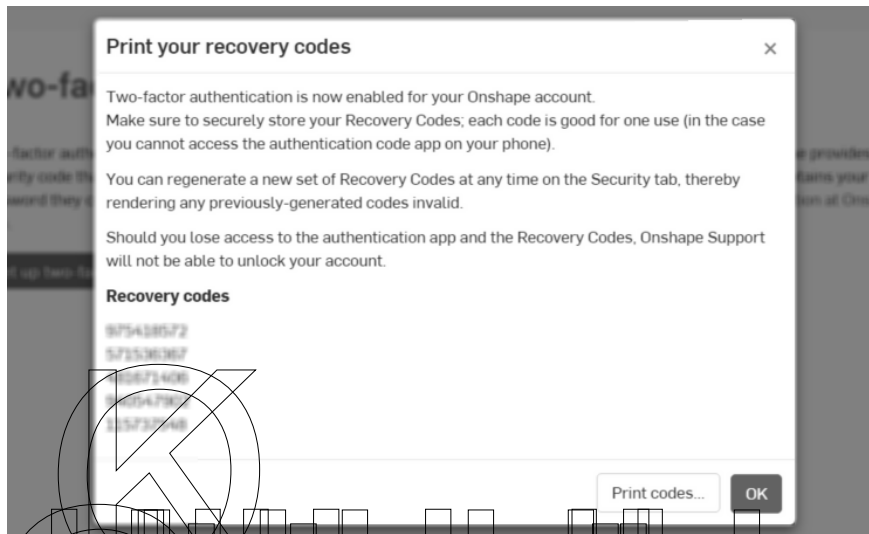 Print your recovery codes
Two-factor authentication is now enabled for your Onshape account.
Make sure to securely store your Recovery Codes; each code is good for one use (in the case
you cannot access the authentication code app on your phone).
You can regenerate a new set of Recovery Codes at any time on the Security tab, thereby
rendering any previously-generated codes invalid.
Should you lose access to the authentication app and the Recovery Codes, Onshape Support
will not be able to unlock your account.
Recovery codes
Print codes...
OK